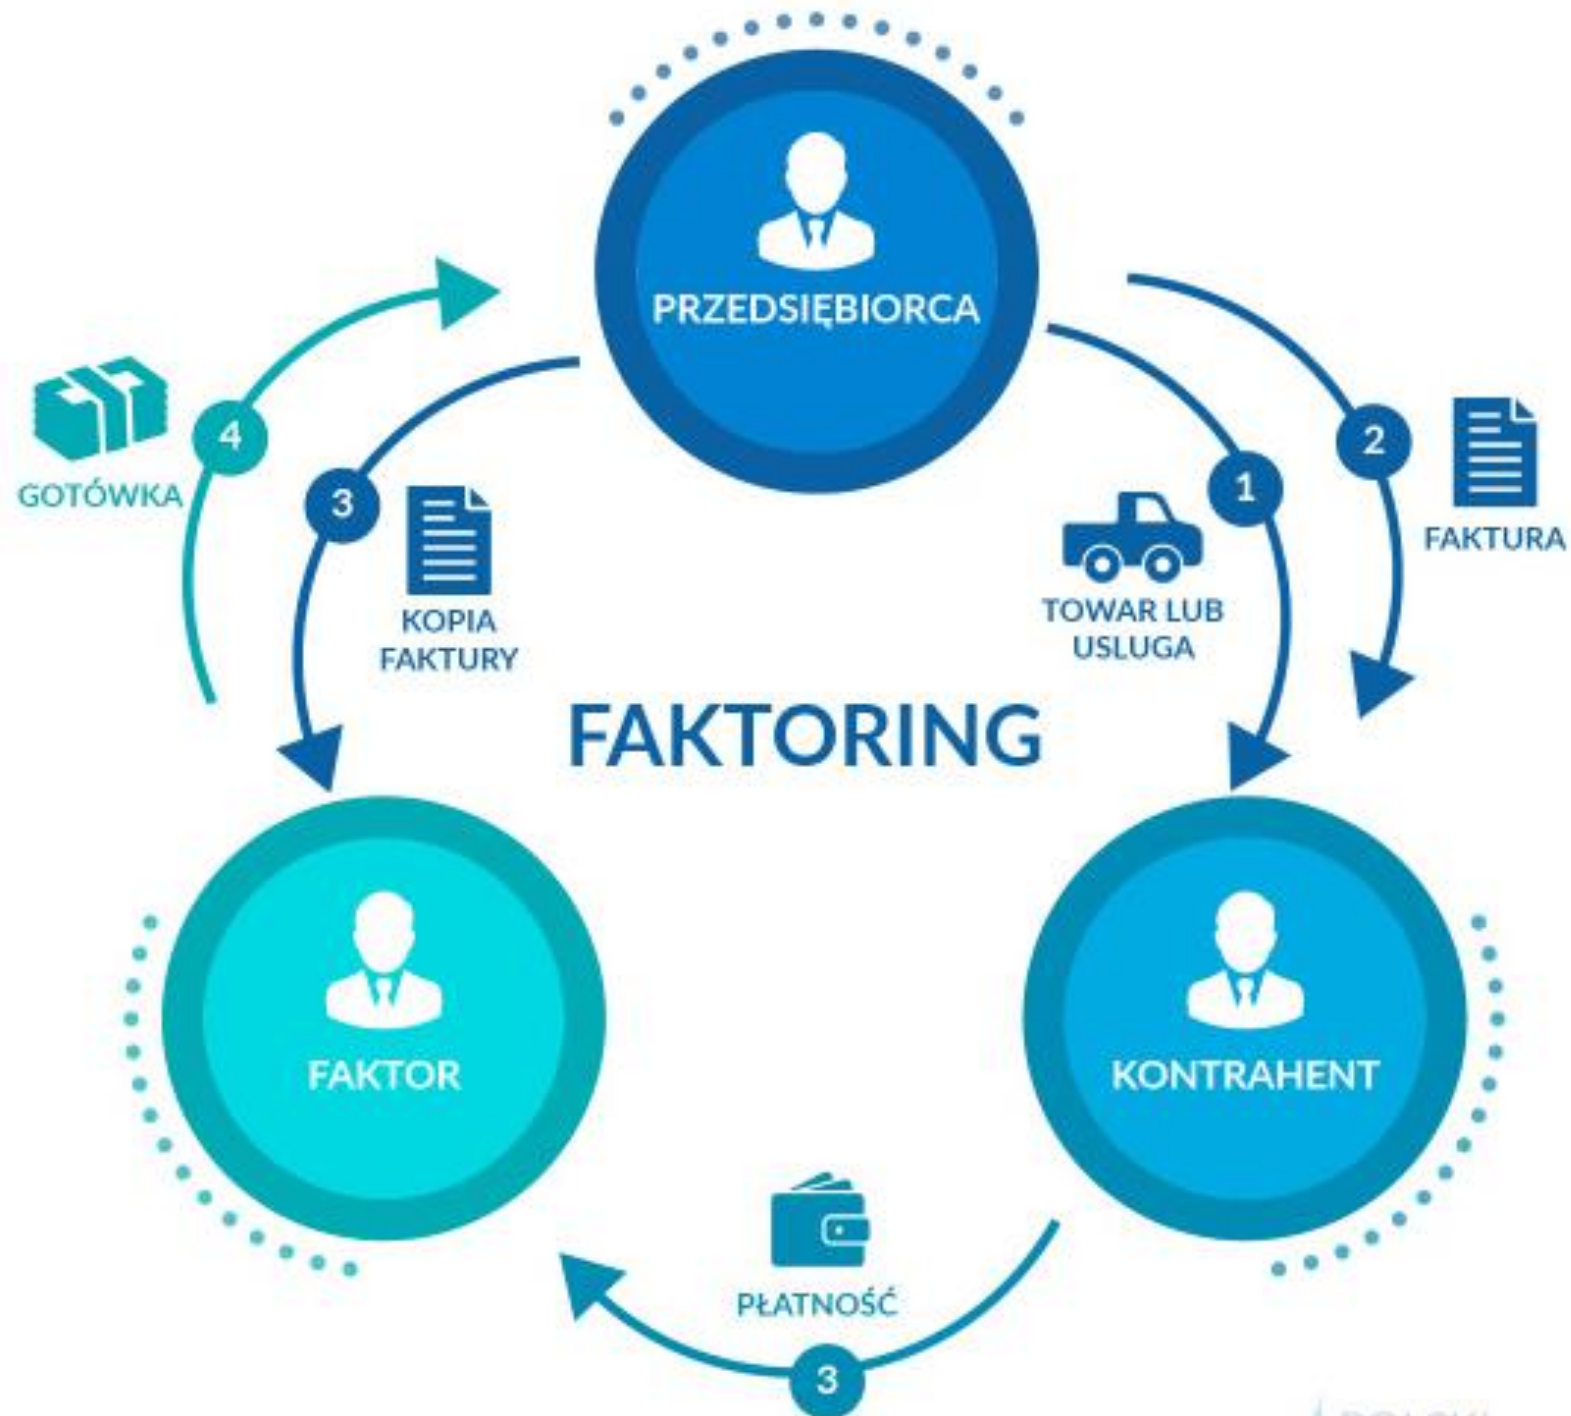 PRZEDSIĘBIORCA
4
GOTÓWKA
3
KOPIA
FAKTURY
1
TOWAR LUB
USLUGA
2
FAKTURA
FAKTORING
FAKTOR
KONTRAHENT
PŁATNOŚĆ
3